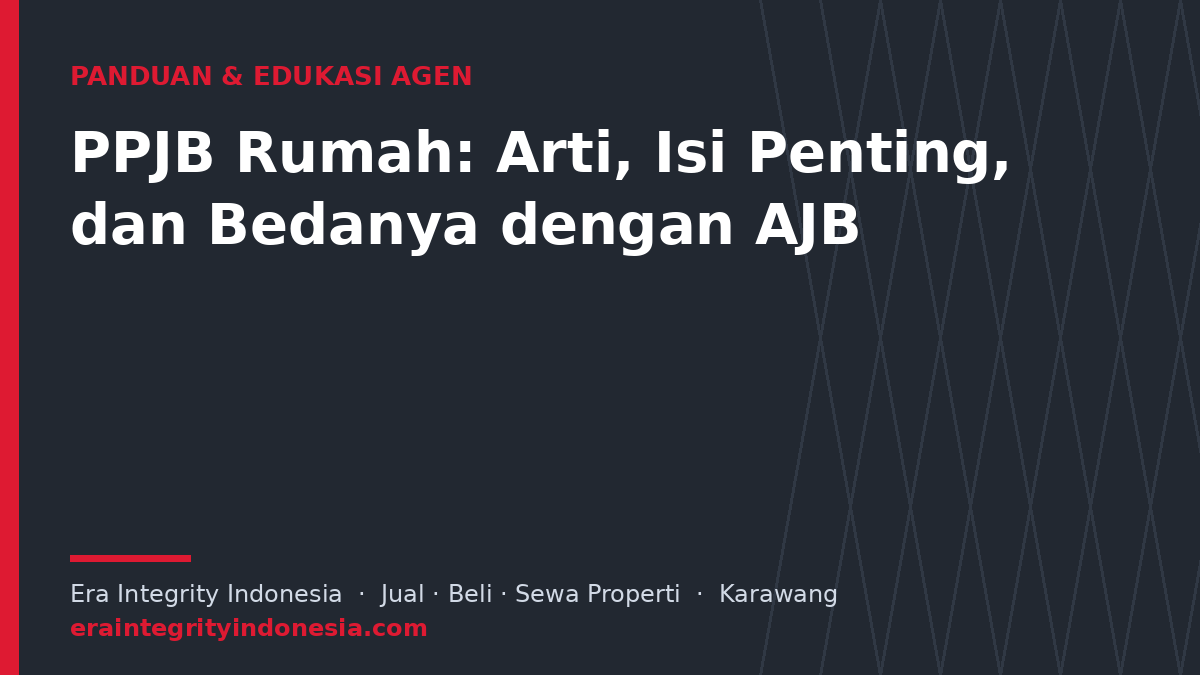 PANDUAN & EDUKASI AGEN
PPJB Rumah: Arti, Isi Penting,
dan Bedanya dengan AJB
Era Integrity Indonesia · Jual · Beli · Sewa Properti · Karawang
eraintegrityindonesia.com